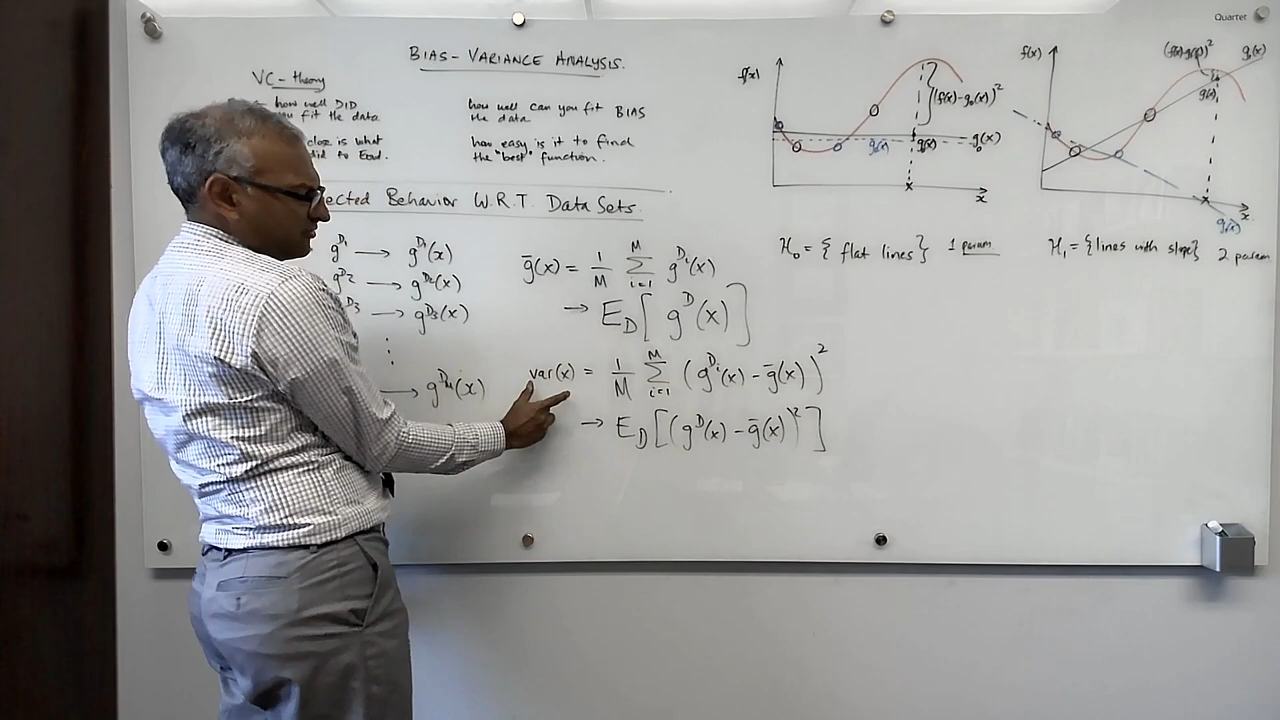 Quartet
BIAS-VARIANCE ANALYSIS.
VC-theory
how well DID
you fit the data
close is what
did to Eout.
how well can you fit BIAS
the data.
how easy is it to find
the "best" function.
ected Behavior W.R.T. Data Sets.
g^D1 → g^D1(x)
g^D2 → g^D2(x)
D3 → g^D3(x)
⋮
→ g^DM(x)
ḡ(x) = 1/M Σ_{i=1}^{M} g^Di(x)
→ E_D[ g^D(x) ]
var(x) = 1/M Σ_{i=1}^{M} (g^Di(x) - ḡ(x))^2
→ E_D[(g^D(x) - ḡ(x))^2]
f(x)
(f(x)-g₀(x))^2
g₀(x)
g₀(x)
x
H₀ = { flat lines } 1 param
f(x)
x
H₁ = {lines with slope} 2 param